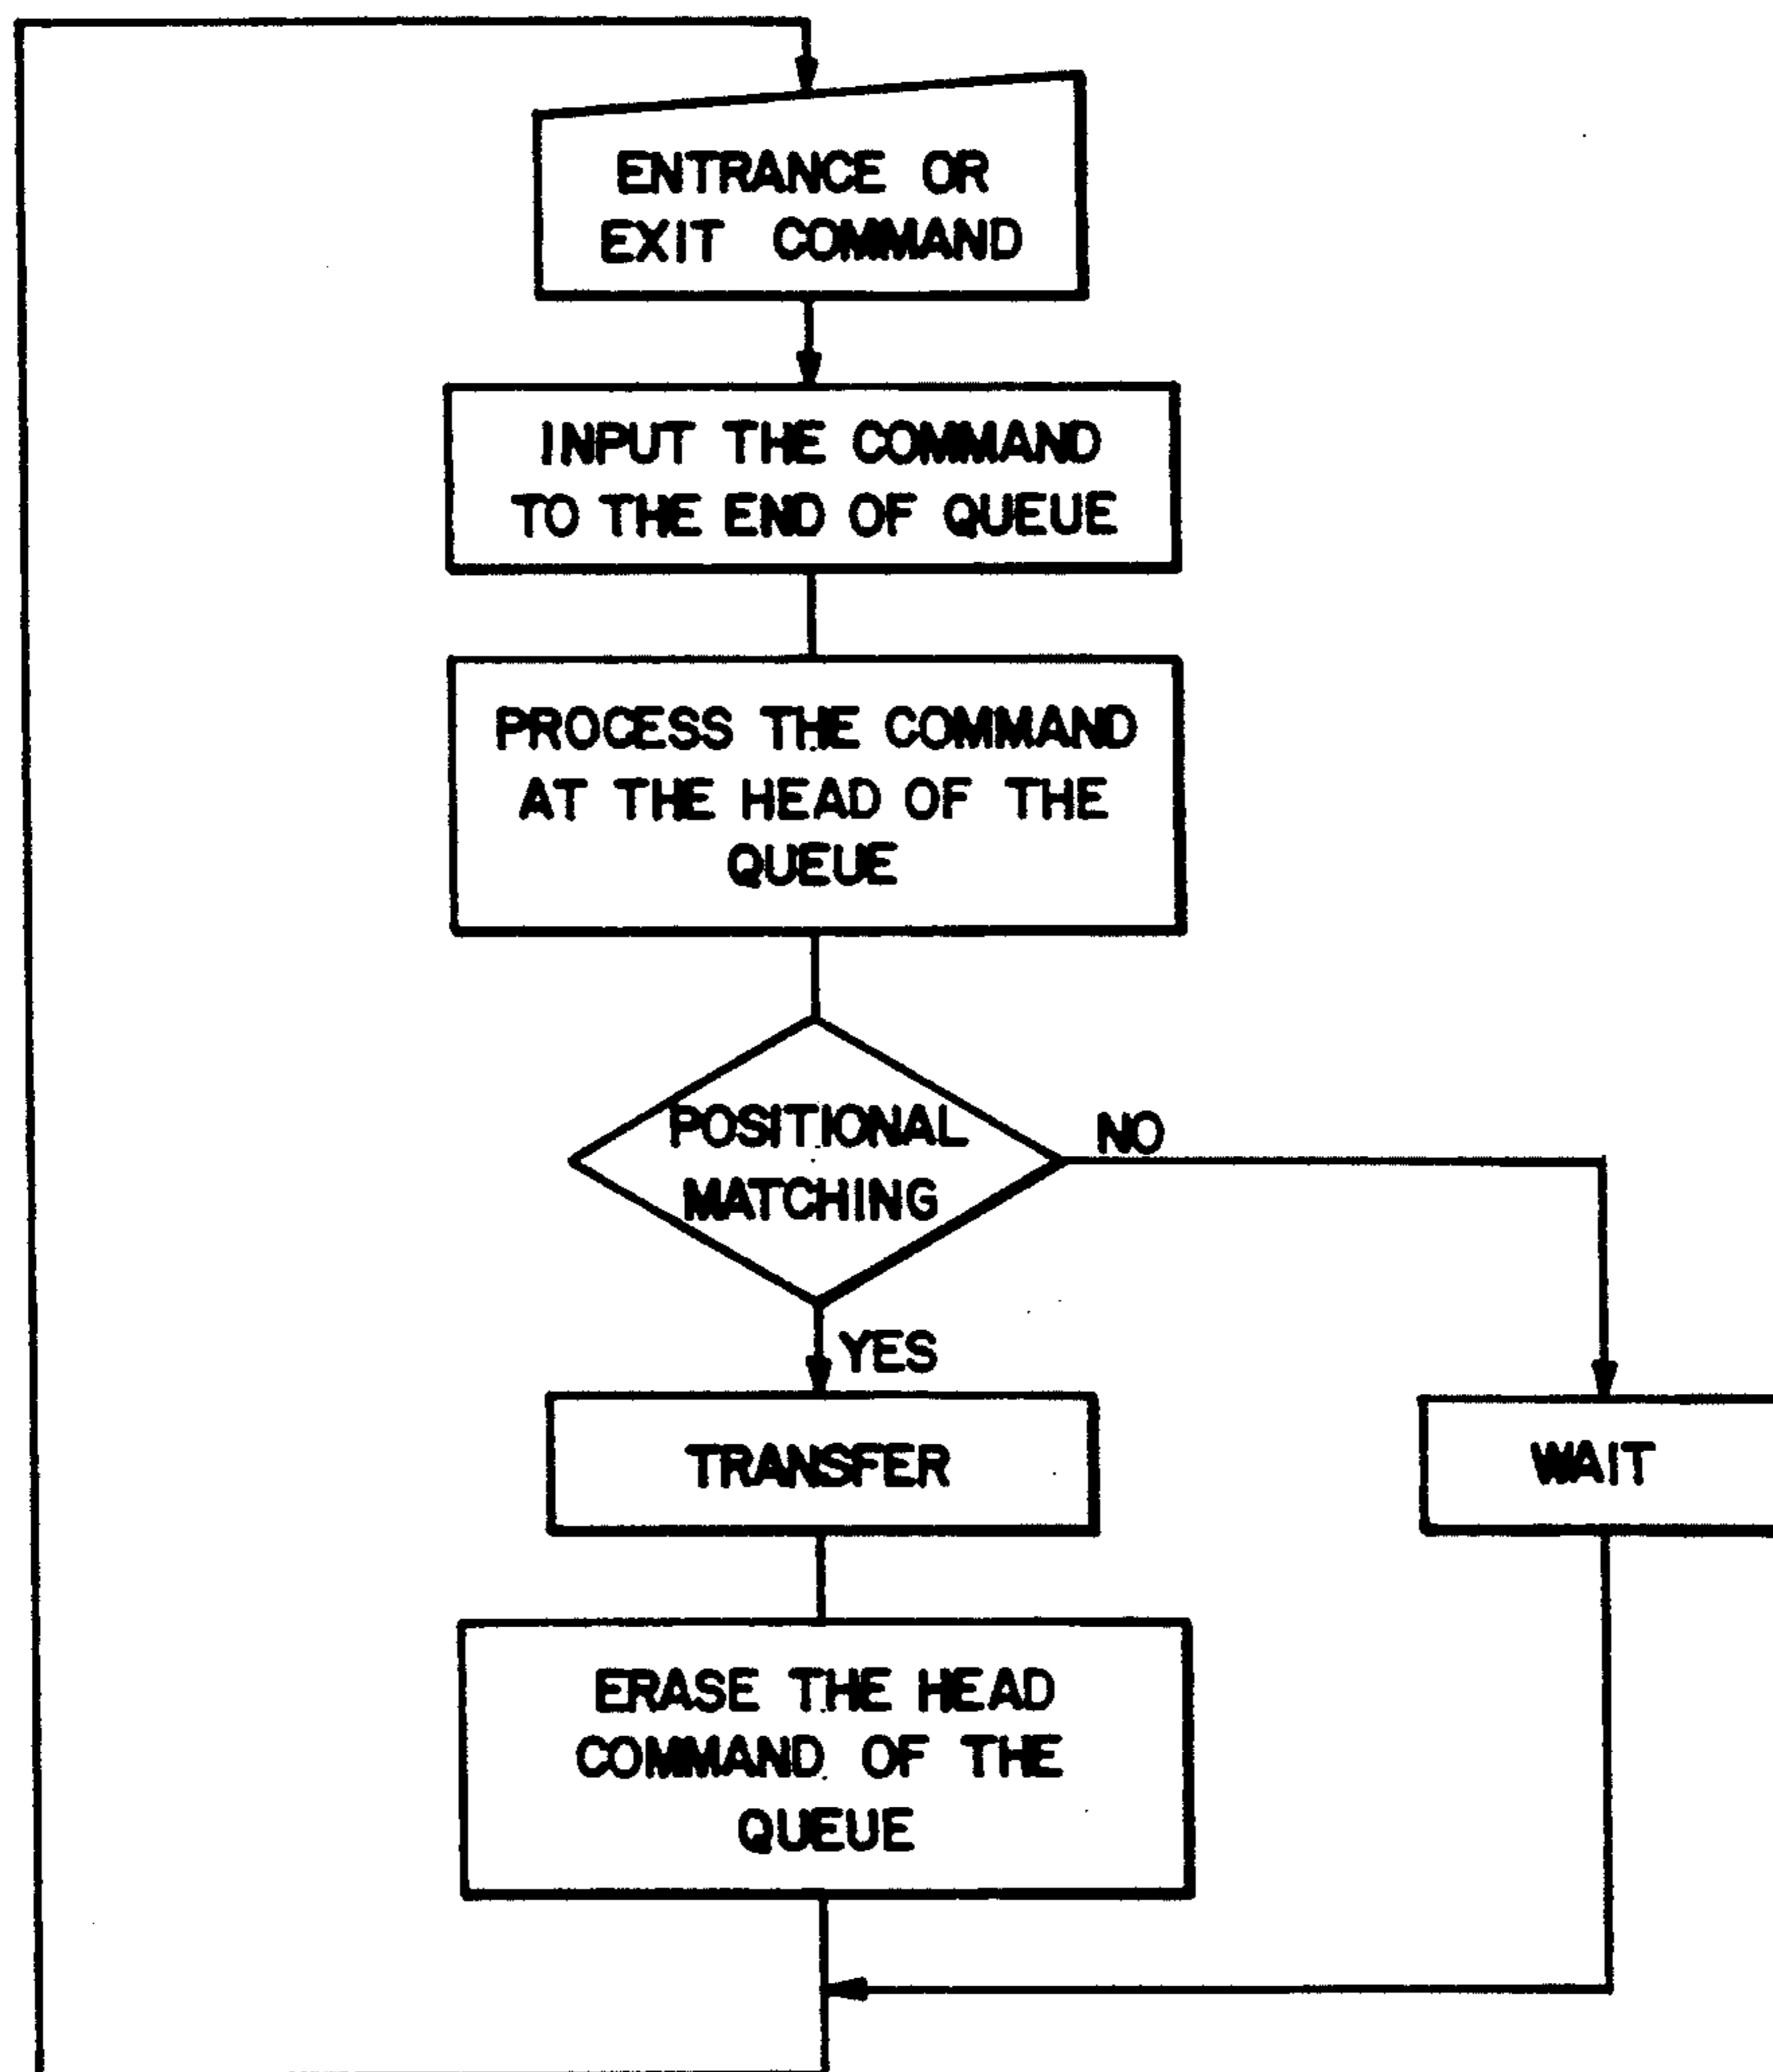 ENTRANCE OR
EXIT COMMAND
INPUT THE COMMAND
TO THE END OF QUEUE
PROCESS THE COMMAND
AT THE HEAD OF THE
QUEUE
POSITIONAL
MATCHING
NO
YES
TRANSFER
WAIT
ERASE THE HEAD
COMMAND OF THE
QUEUE